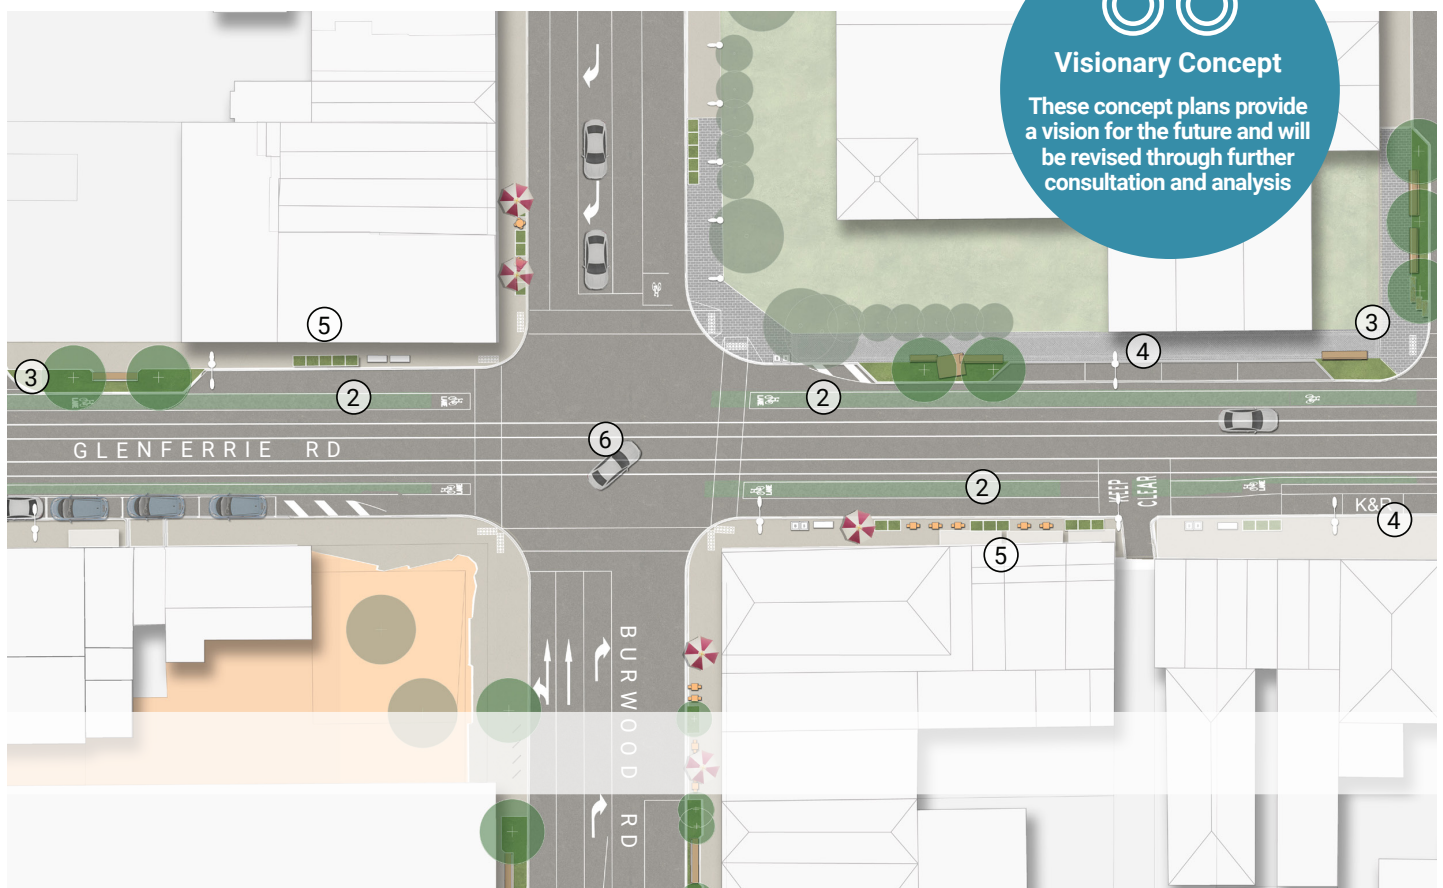 Visionary Concept
These concept plans provide
a vision for the future and will
be revised through further
consultation and analysis
5
3
4
3
2
2
6
GLENFERRIE RD
2
KEEP
CLEAR
K&R
4
5
BURWOOD RD
RD